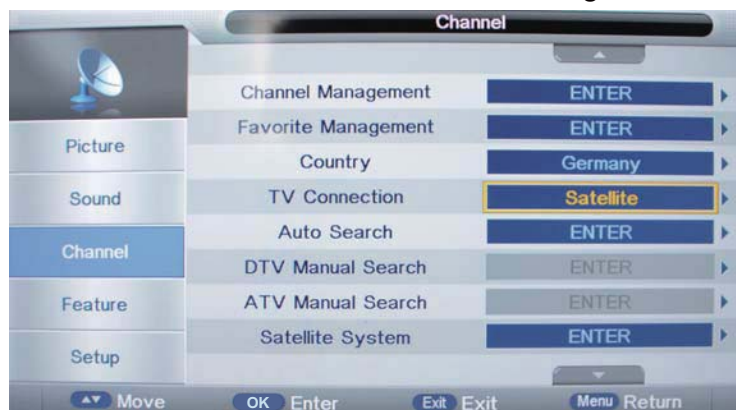 Channel
Channel Management ENTER
Favorite Management ENTER
Country Germany
TV Connection Satellite
Auto Search ENTER
DTV Manual Search ENTER
ATV Manual Search ENTER
Satellite System ENTER
Picture
Sound
Channel
Feature
Setup
Move OK Enter Exit Exit Menu Return